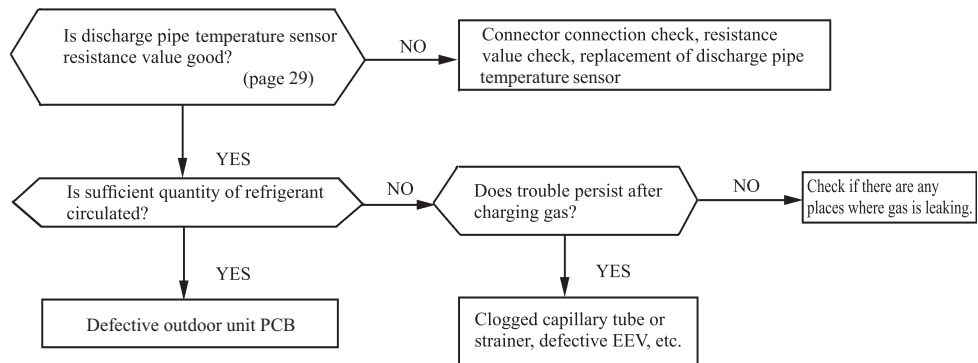 Is discharge pipe temperature sensor
resistance value good?
(page 29)
NO
Connector connection check, resistance
value check, replacement of discharge pipe
temperature sensor
YES
Is sufficient quantity of refrigerant
circulated?
NO
Does trouble persist after
charging gas?
NO
Check if there are any
places where gas is leaking.
YES
Defective outdoor unit PCB
YES
Clogged capillary tube or
strainer, defective EEV, etc.